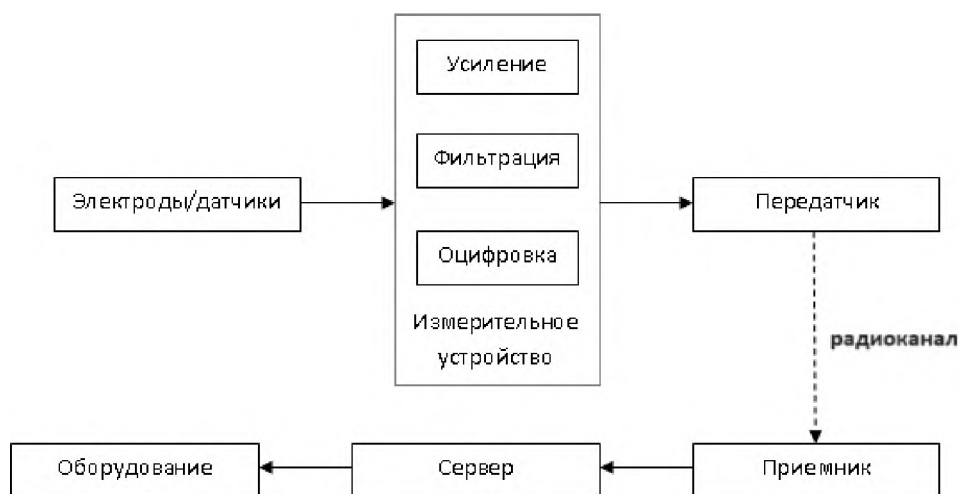 Усиление
Фильтрация
Электроды/датчики
Передатчик
Оцифровка
Измерительное
устройство
радиоканал
Оборудование
Сервер
Приемник